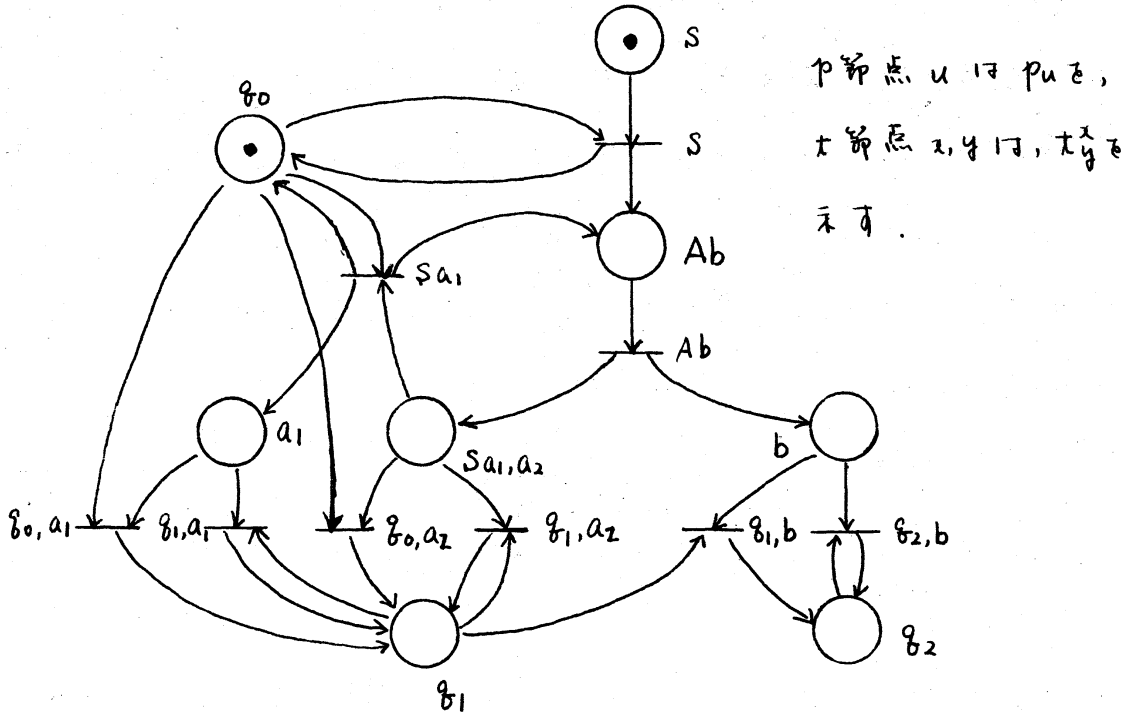 S
p節点 u は pu を,
q0
S
t節点 x,y は, t^x_y を
示す.
Ab
Sa1
Ab
a1
b
Sa1,a2
q0,a1
q1,a1
q0,a2
q1,a2
q1,b
q2,b
q2
q1